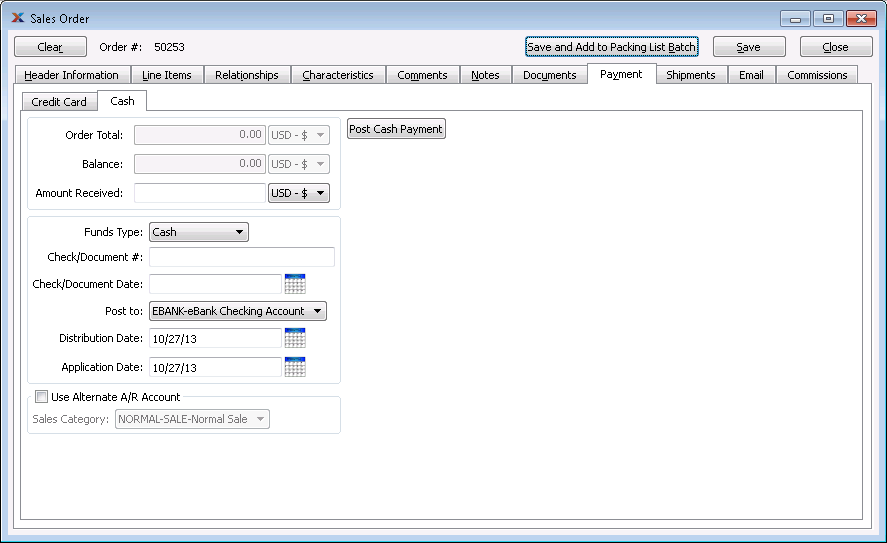 Sales Order
Clear Order #: 50253 Save and Add to Packing List Batch Save Close
Header Information Line Items Relationships Characteristics Comments Notes Documents Payment Shipments Email Commissions
Credit Card Cash
Order Total: 0.00 USD - $ Post Cash Payment
Balance: 0.00 USD - $
Amount Received: USD - $
Funds Type: Cash
Check/Document #:
Check/Document Date:
Post to: EBANK-eBank Checking Account
Distribution Date: 10/27/13
Application Date: 10/27/13
Use Alternate A/R Account
Sales Category: NORMAL-SALE-Normal Sale